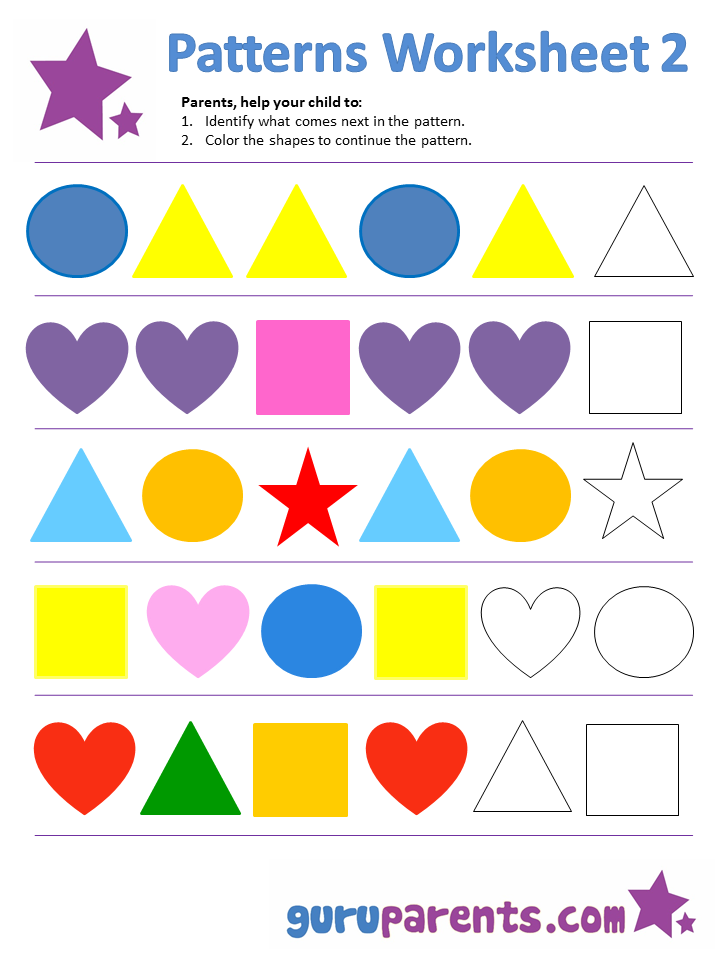 Patterns Worksheet 2
Parents, help your child to:
1. Identify what comes next in the pattern.
2. Color the shapes to continue the pattern.
guruparents.com